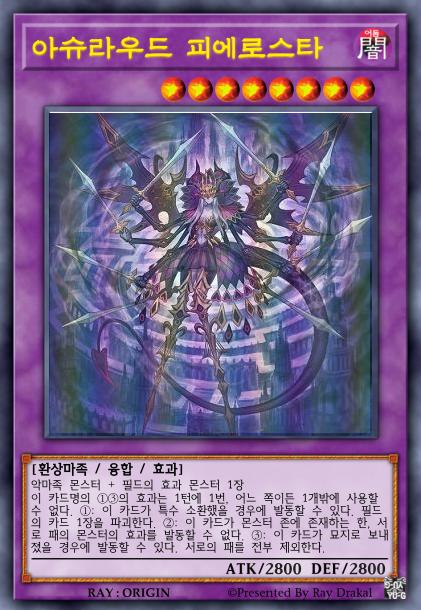 아슈라우드 피에로스타
어둠
闇
[환상마족 / 융합 / 효과]
악마족 몬스터 + 필드의 효과 몬스터 1장
이 카드명의 ①③의 효과는 1턴에 1번, 어느 쪽이든 1개밖에 사용할
수 없다. ①: 이 카드가 특수 소환했을 경우에 발동할 수 있다. 필드
의 카드 1장을 파괴한다. ②: 이 카드가 몬스터 존에 존재하는 한, 서
로 패의 몬스터의 효과를 발동할 수 없다. ③: 이 카드가 묘지로 보내
졌을 경우에 발동할 수 있다. 서로의 패를 전부 제외한다.
ATK/2800 DEF/2800
RAY : ORIGIN ©Presented By Ray Drakal